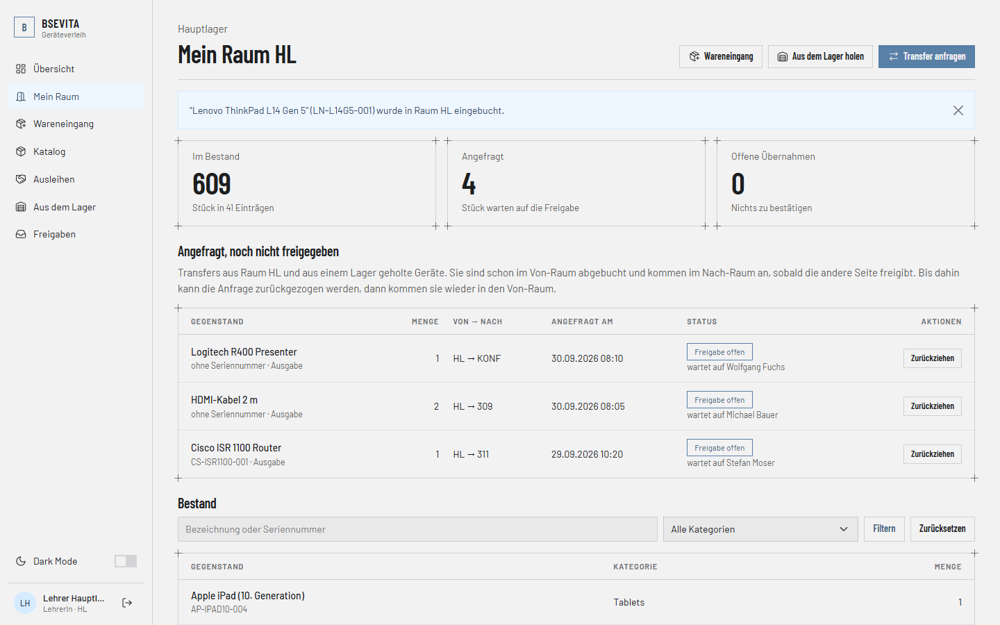 B
BSEVITA
Geräteverleih
Übersicht
Mein Raum
Wareneingang
Katalog
Ausleihen
Aus dem Lager
Freigaben
Dark Mode
LH
Lehrer Hauptl...
LehrerIn · HL
Hauptlager
Mein Raum HL
Wareneingang
Aus dem Lager holen
Transfer anfragen
"Lenovo ThinkPad L14 Gen 5" (LN-L14G5-001) wurde in Raum HL eingebucht.
Im Bestand
609
Stück in 41 Einträgen
Angefragt
4
Stück warten auf die Freigabe
Offene Übernahmen
0
Nichts zu bestätigen
Angefragt, noch nicht freigegeben
Transfers aus Raum HL und aus einem Lager geholte Geräte. Sie sind schon im Von-Raum abgebucht und kommen im Nach-Raum an, sobald die andere Seite freigibt. Bis dahin
kann die Anfrage zurückgezogen werden, dann kommen sie wieder in den Von-Raum.
GEGENSTAND MENGE VON → NACH ANGEFRAGT AM STATUS AKTIONEN
Logitech R400 Presenter
ohne Seriennummer · Ausgabe
1 HL → KONF 30.09.2026 08:10
Freigabe offen
wartet auf Wolfgang Fuchs
Zurückziehen
HDMI-Kabel 2 m
ohne Seriennummer · Ausgabe
2 HL → 309 30.09.2026 08:05
Freigabe offen
wartet auf Michael Bauer
Zurückziehen
Cisco ISR 1100 Router
CS-ISR1100-001 · Ausgabe
1 HL → 311 29.09.2026 10:20
Freigabe offen
wartet auf Stefan Moser
Zurückziehen
Bestand
Bezeichnung oder Seriennummer
Alle Kategorien
Filtern
Zurücksetzen
GEGENSTAND KATEGORIE MENGE
Apple iPad (10. Generation)
AP-IPAD10-004
Tablets 1